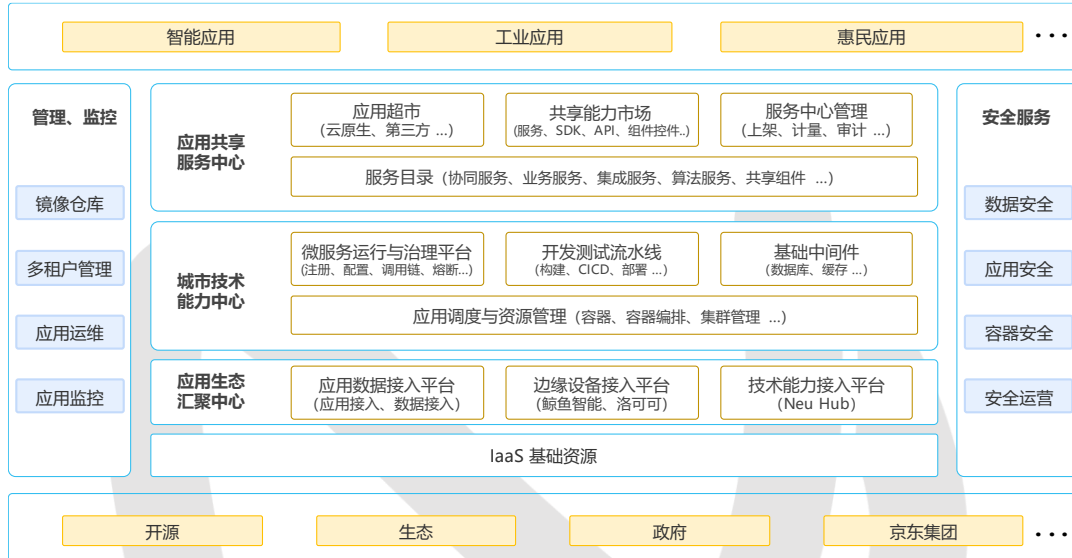 智能应用
工业应用
惠民应用
...
管理、监控
镜像仓库
多租户管理
应用运维
应用监控
应用共享
服务中心
应用超市
(云原生、第三方 ...)
共享能力市场
(服务、SDK、API、组件控件..)
服务中心管理
(上架、计量、审计 ...)
服务目录 (协同服务、业务服务、集成服务、算法服务、共享组件 ...)
城市技术
能力中心
微服务运行与治理平台
(注册、配置、调用链、熔断...)
开发测试流水线
(构建、CICD、部署 ...)
基础中间件
(数据库、缓存 ...)
应用调度与资源管理 (容器、容器编排、集群管理 ...)
应用生态
汇聚中心
应用数据接入平台
(应用接入、数据接入)
边缘设备接入平台
(鲸鱼智能、洛可可)
技术能力接入平台
(Neu Hub)
IaaS 基础资源
安全服务
数据安全
应用安全
容器安全
安全运营
开源
生态
政府
京东集团
...